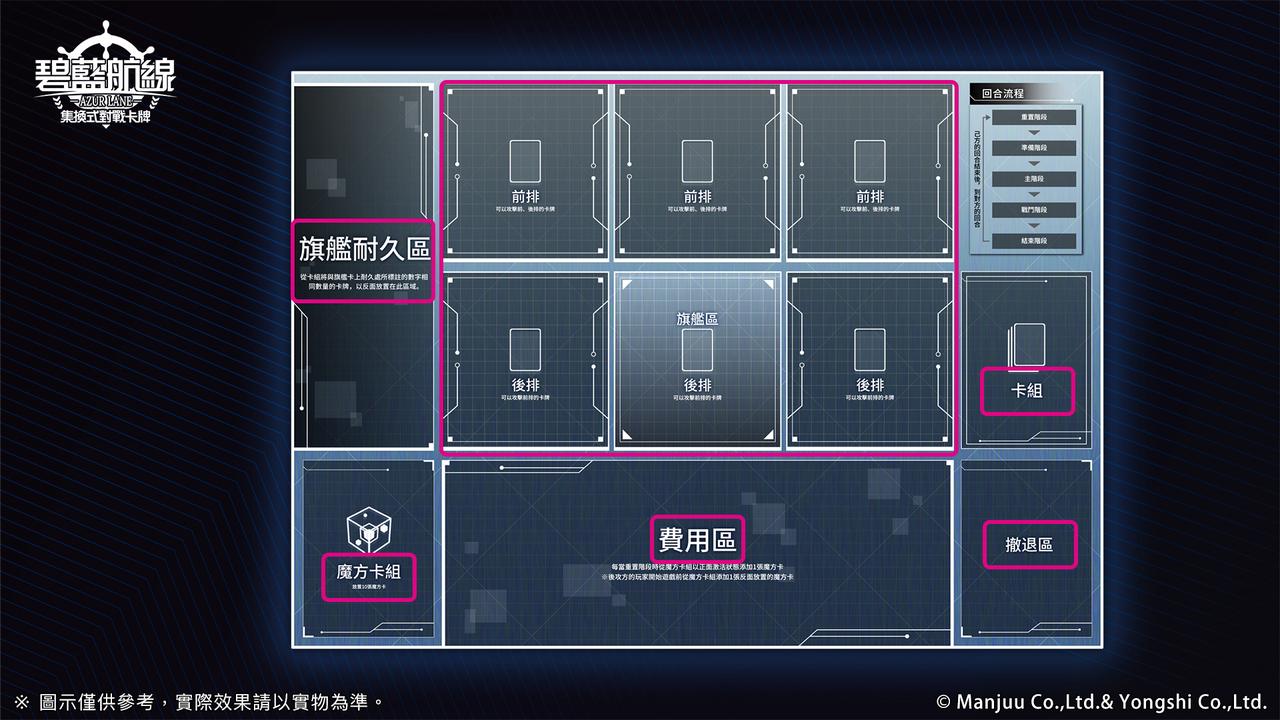 碧藍航線
AZUR LANE
集換式對戰卡牌
旗艦耐久區
從卡組將與旗艦卡上耐久處所標註的數字相
同數量的卡牌，以反面放置在此區域。
前排
可以攻擊前、後排的卡牌
前排
可以攻擊前、後排的卡牌
前排
可以攻擊前、後排的卡牌
回合流程
重置階段
準備階段
主階段
戰鬥階段
結束階段
己方的回合結束後，到對方的回合
後排
可以攻擊前排的卡牌
旗艦區
後排
可以攻擊前排的卡牌
後排
可以攻擊前排的卡牌
卡組
魔方卡組
放置10張魔方卡
費用區
每當重置階段時從魔方卡組以正面激活狀態添加1張魔方卡
※後攻方的玩家開始遊戲前從魔方卡組添加1張反面放置的魔方卡
撤退區
※ 圖示僅供參考，實際效果請以實物為準。
© Manjuu Co.,Ltd.& Yongshi Co.,Ltd.